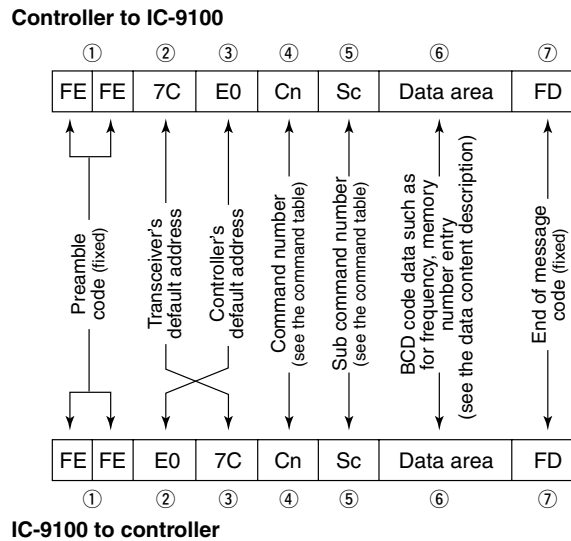 Controller to IC-9100
① ② ③ ④ ⑤ ⑥ ⑦
FE FE 7C E0 Cn Sc Data area FD
Preamble
code (fixed)
Transceiver's
default address
Controller's
default address
Command number
(see the command table)
Sub command number
(see the command table)
BCD code data such as
for frequency, memory
number entry
(see the data content description)
End of message
code (fixed)
FE FE E0 7C Cn Sc Data area FD
① ② ③ ④ ⑤ ⑥ ⑦
IC-9100 to controller